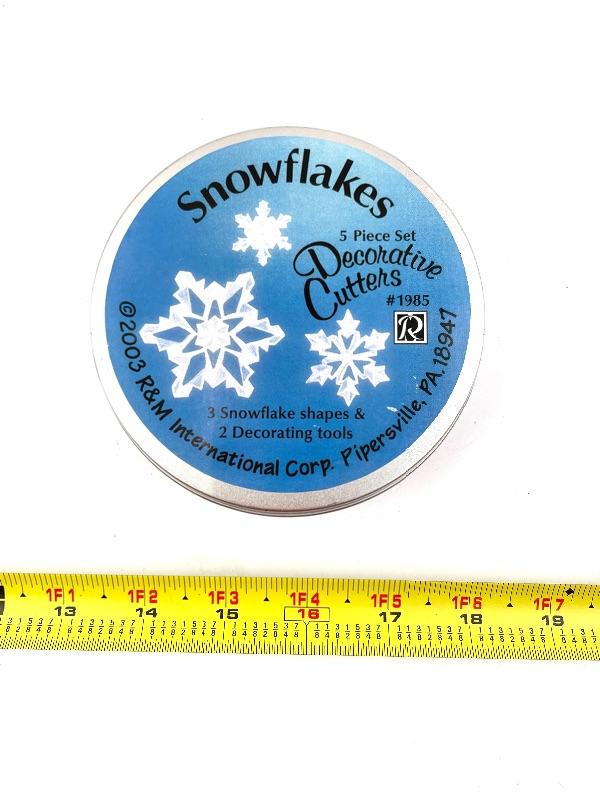 Snowflakes
5 Piece Set
Decorative
Cutters
#1985
R
3 Snowflake shapes &
2 Decorating tools
©2003 R&M International Corp. Pipersville, PA. 18947
1F1 1F2 1F3 1F4 1F5 1F6 1F7
13 14 15 16 17 18 19